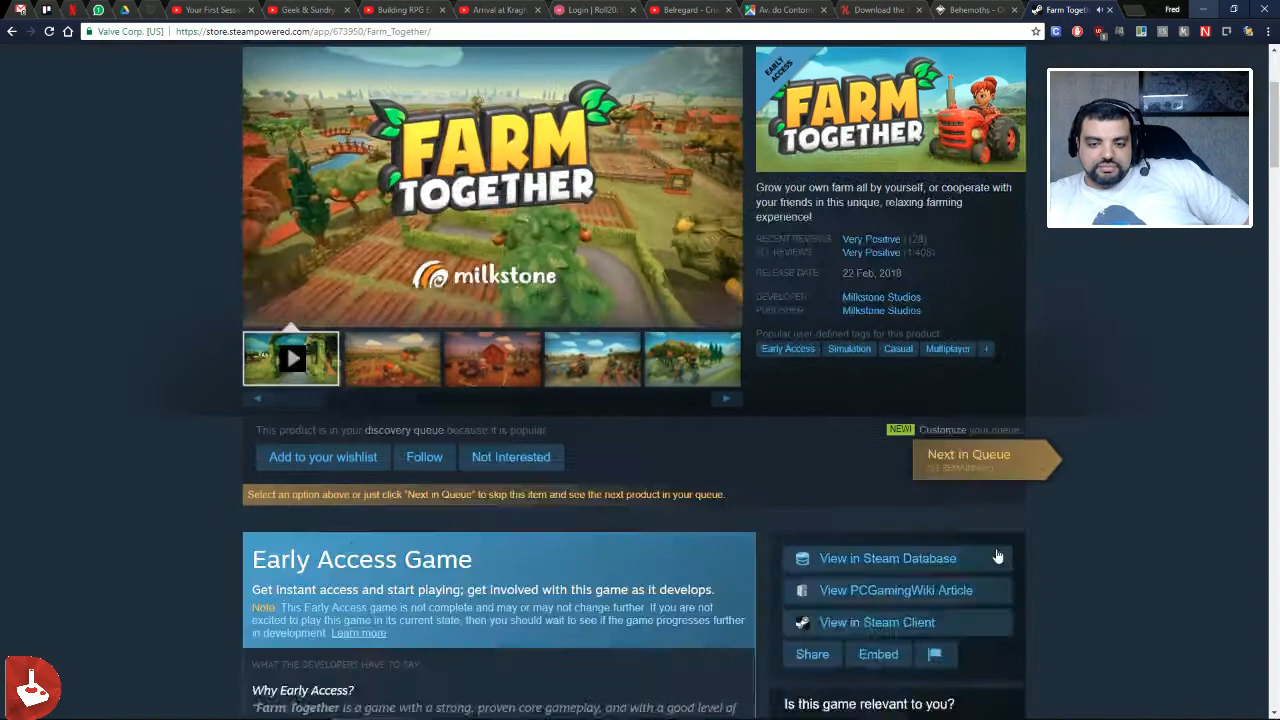 Your First Sess
Geek & Sundry
Building RPG E
Arrival at Kragh
Login | Roll20
Belregard - Cre
Av. do Contorn
Download the 2
Behemoths - O
Farm Togeth
Fred
Valve Corp. [US] | https://store.steampowered.com/app/673950/Farm_Together/
FARM
TOGETHER
milkstone
EARLY
ACCESS
FARM
TOGETHER
Grow your own farm all by yourself, or cooperate with
your friends in this unique, relaxing farming
experience!
RECENT REVIEWS: Very Positive
REVIEWS: Very Positive
RELEASE DATE: 22 Feb, 2018
DEVELOPER: Milkstone Studios
PUBLISHER: Milkstone Studios
Popular user-defined tags for this product
Early Access Simulation Casual Multiplayer +
This product is in your discovery queue because it is popular
NEW! Customize your queue
Add to your wishlist Follow Not Interested
Next in Queue
REMAINING
Select an option above or just click "Next in Queue" to skip this item and see the next product in your queue.
Early Access Game
Get instant access and start playing; get involved with this game as it develops.
Note: This Early Access game is not complete and may or may not change further. If you are
excited to play this game in its current state, then you should wait to see if the game progresses further
in development. Learn more
WHAT THE DEVELOPERS HAVE TO SAY:
Why Early Access?
"Farm Together is a game with a strong, proven core gameplay, and with a good level of
View in Steam Database
View PCGamingWiki Article
View in Steam Client
Share Embed
Is this game relevant to you?